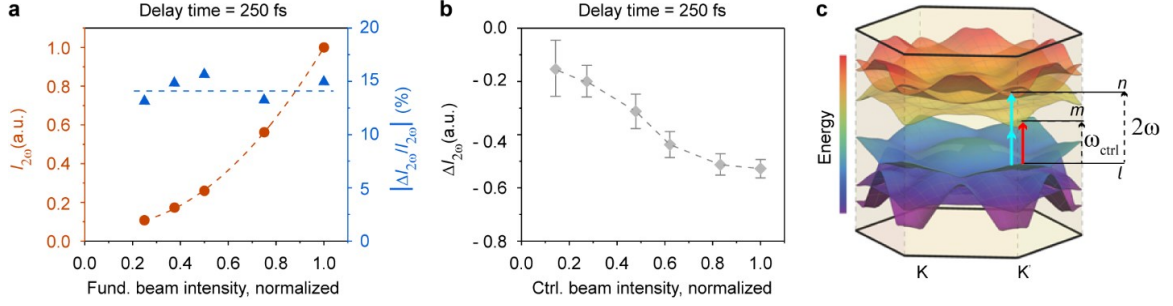 a
Delay time = 250 fs
I2ω(a.u.)
1.0
0.8
0.6
0.4
0.2
0.0
20
15
10
5
0
|ΔI2ω/I2ω| (%)
0.0 0.2 0.4 0.6 0.8 1.0
Fund. beam intensity, normalized
b
Delay time = 250 fs
ΔI2ω(a.u.)
0.0
- 0.2
- 0.4
- 0.6
- 0.8
0.0 0.2 0.4 0.6 0.8 1.0
Ctrl. beam intensity, normalized
c
Energy
n
m
2ω
ωctrl
l
K K'